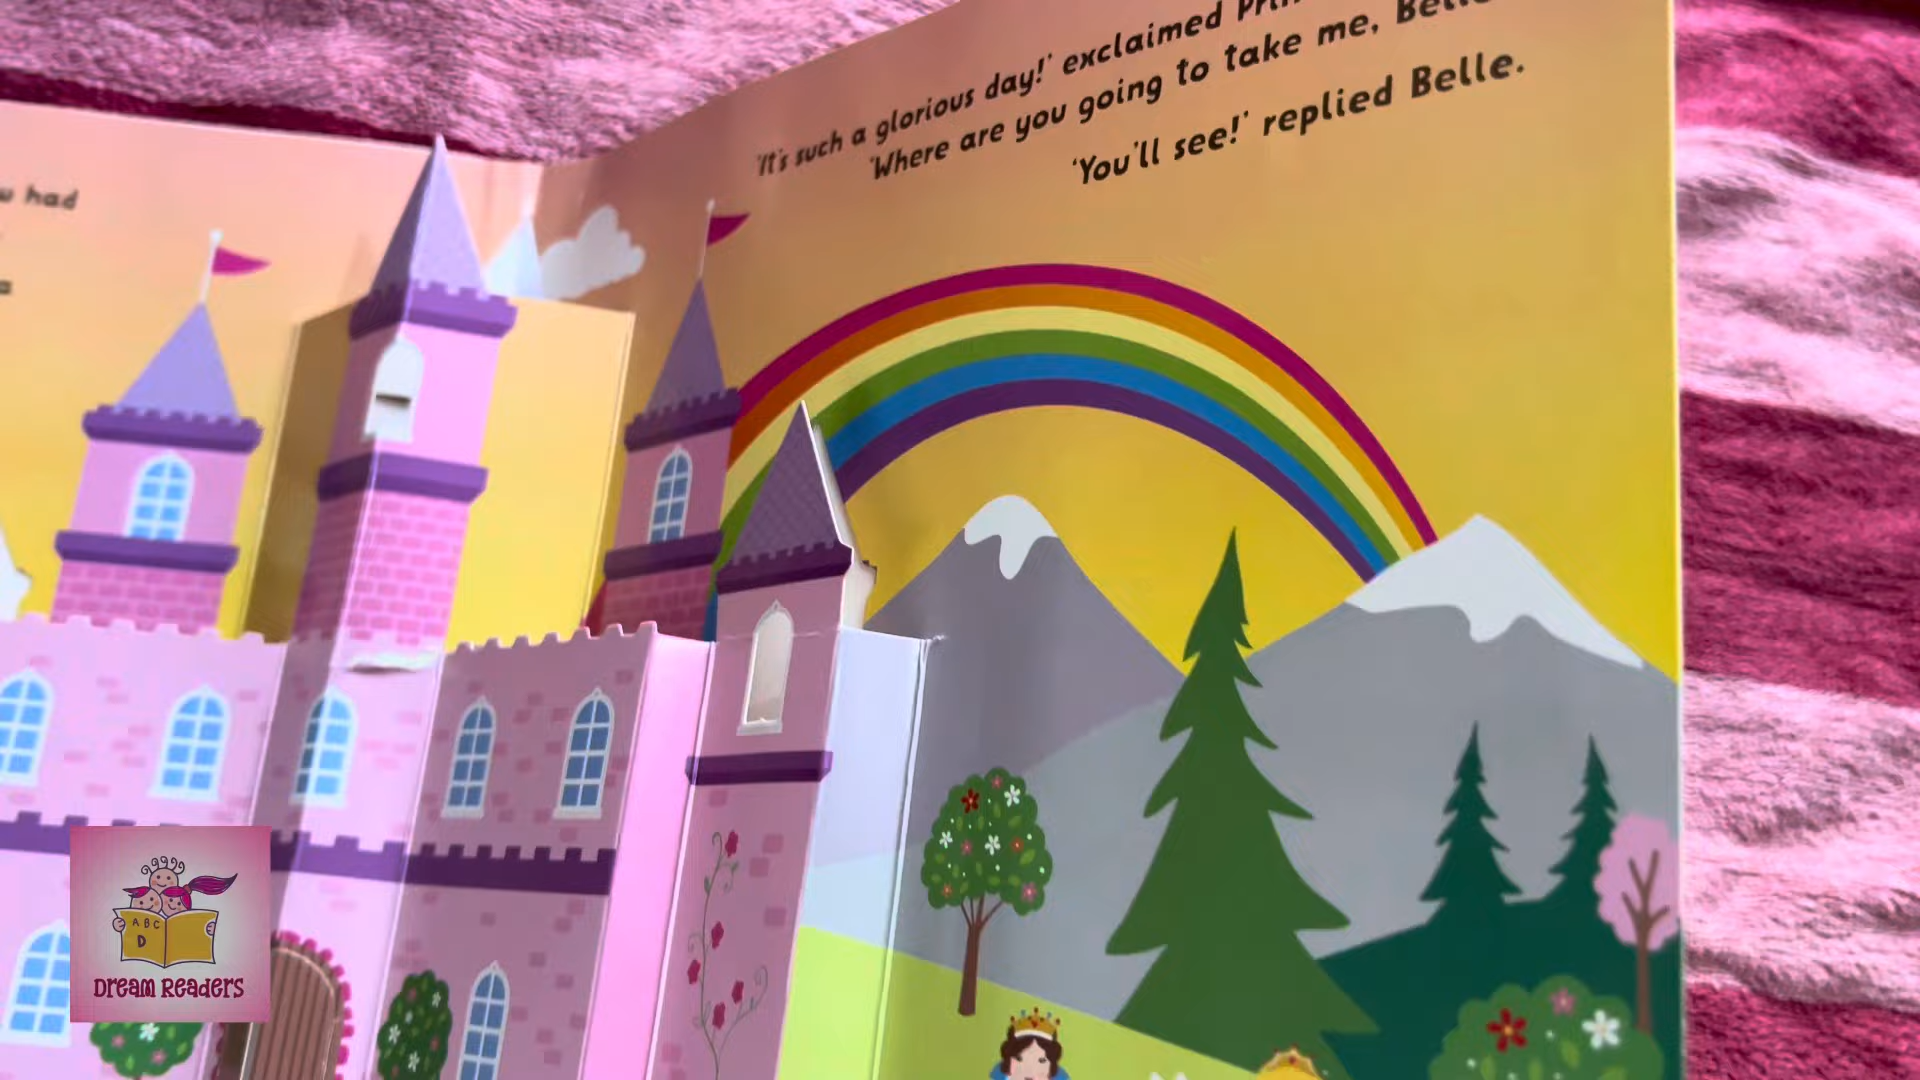 had
'It's such a glorious day!' exclaimed
'Where are you going to take me,
'You'll see!' replied Belle.
ABC
D
Dream Readers